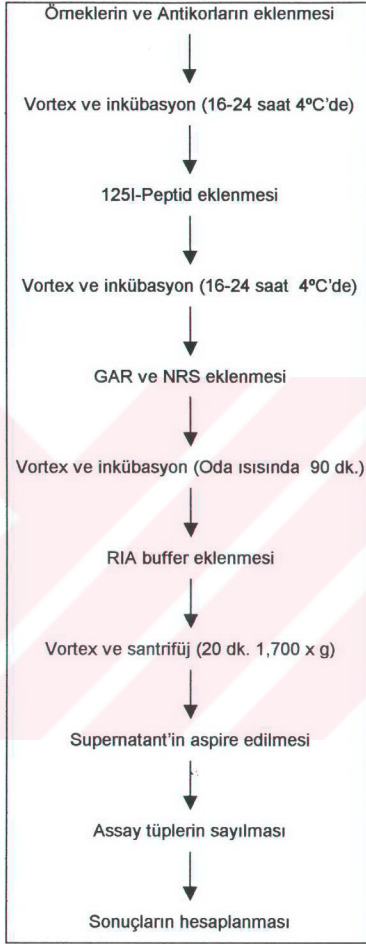 Örneklerin ve Antikorların eklenmesi
Vortex ve inkübasyon (16-24 saat 4ºC'de)
125I-Peptid eklenmesi
Vortex ve inkübasyon (16-24 saat 4ºC'de)
GAR ve NRS eklenmesi
Vortex ve inkübasyon (Oda ısısında 90 dk.)
RIA buffer eklenmesi
Vortex ve santrifüj (20 dk. 1,700 x g)
Supernatant'in aspire edilmesi
Assay tüplerin sayılması
Sonuçların hesaplanması